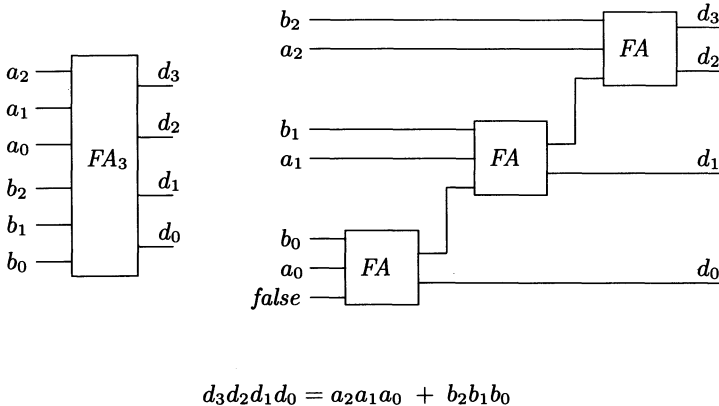 a₂
a₁
a₀
b₂
b₁
b₀
FA₃
d₃
d₂
d₁
d₀
b₂
a₂
FA
d₃
d₂
b₁
a₁
FA
d₁
b₀
a₀
false
FA
d₀
d₃d₂d₁d₀ = a₂a₁a₀ + b₂b₁b₀